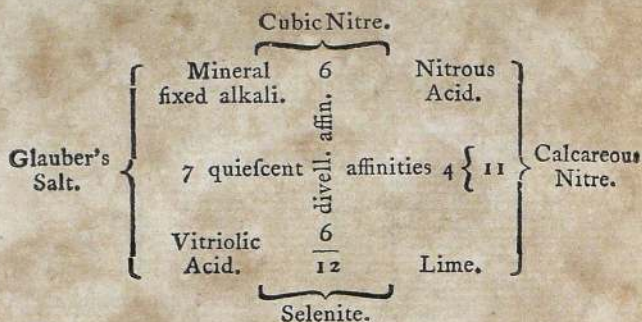 Cubic Nitre.
Mineral fixed alkali.
6
Nitrous Acid.
Glauber's Salt.
7 quieſcent
divell. affin.
affinities 4 { 11
Calcareous Nitre.
Vitriolic Acid.
6
12
Lime.
Selenite.